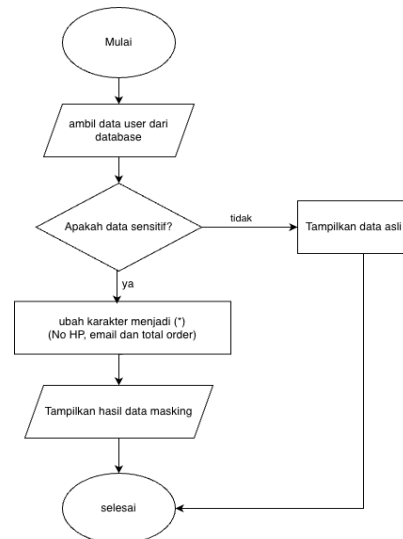 Mulai
ambil data user dari
database
Apakah data sensitif?
tidak
Tampilkan data asli
ya
ubah karakter menjadi (*)
(No HP, email dan total order)
Tampilkan hasil data masking
selesai